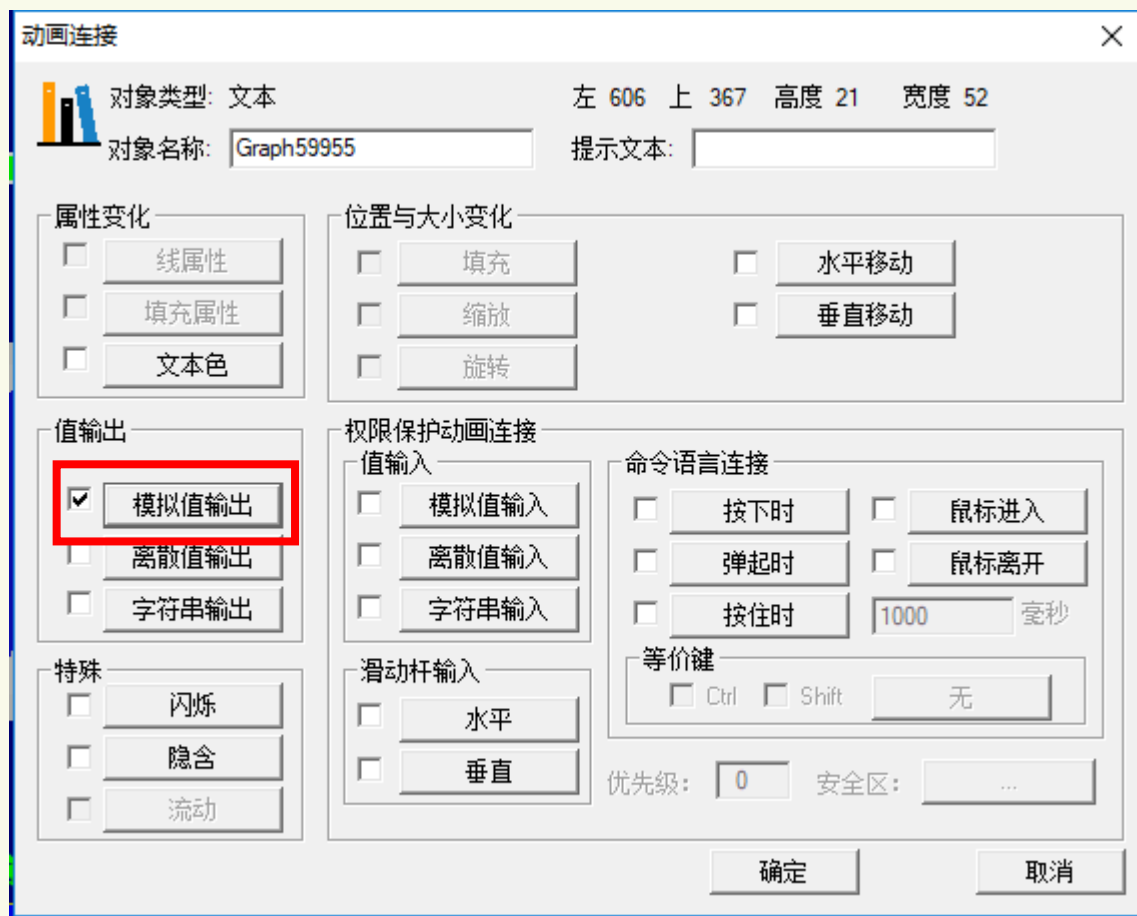 动画连接
对象类型: 文本 左 606 上 367 高度 21 宽度 52
对象名称: Graph59955 提示文本:
属性变化
线属性
填充属性
文本色
位置与大小变化
填充 水平移动
缩放 垂直移动
旋转
值输出
模拟值输出
离散值输出
字符串输出
权限保护动画连接
值输入
模拟值输入
离散值输入
字符串输入
命令语言连接
按下时 鼠标进入
弹起时 鼠标离开
按住时 1000 毫秒
等价键
Ctrl Shift 无
特殊
闪烁
隐含
流动
滑动杆输入
水平
垂直
优先级: 0 安全区: ...
确定 取消